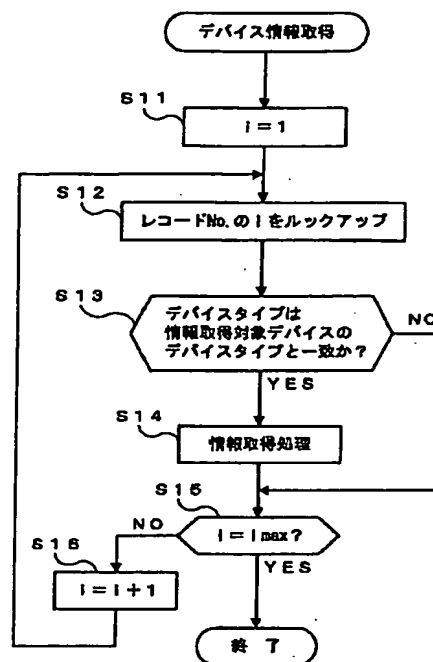 デバイス情報取得
S11
i=1
S12
レコードNo.のiをルックアップ
S13
デバイスタイプは
情報取得対象デバイスの
デバイスタイプと一致か?
NO
YES
S14
情報取得処理
S15
i=imax?
NO
YES
S16
i=i+1
終了